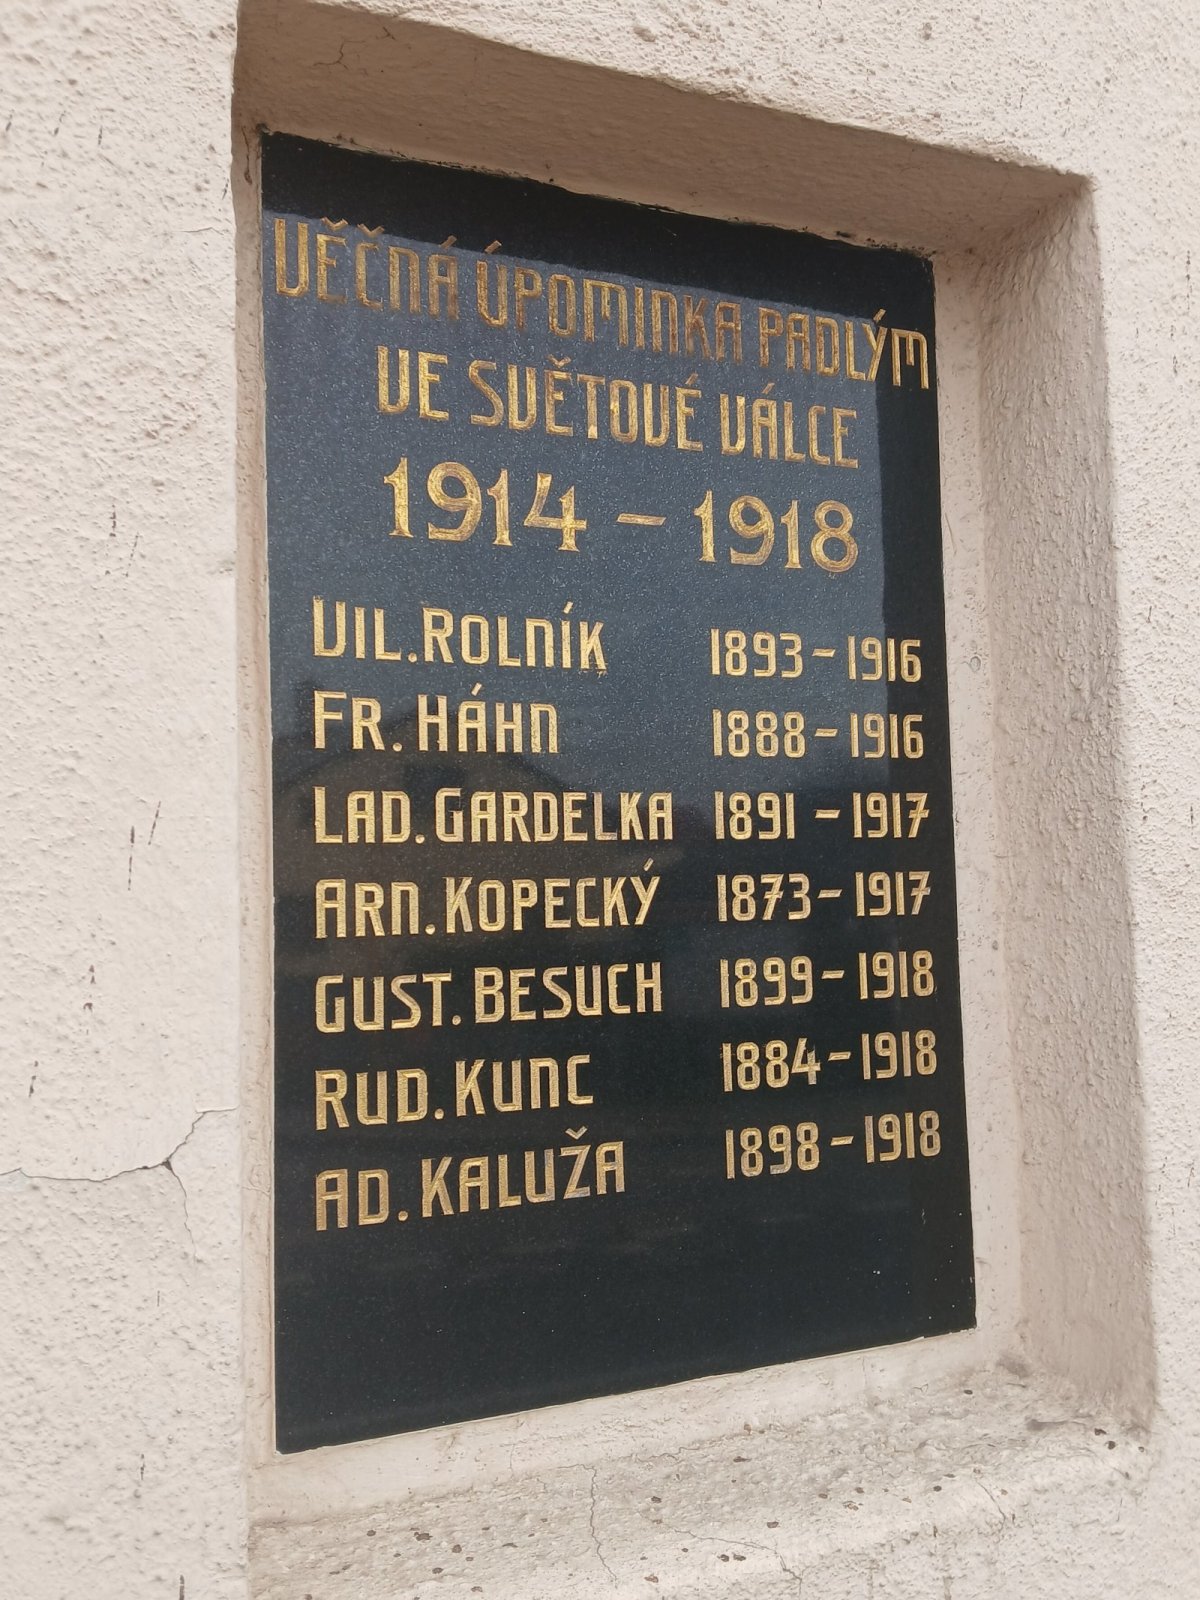 VĚČNÁ ÚPOMINKA PADLÝM
VE SVĚTOVÉ VÁLCE
1914 – 1918
VIL. ROLNÍK 1893 – 1916
FR. HÁHN 1888 – 1916
LAD. GARDELKA 1891 – 1917
ARN. KOPECKÝ 1873 – 1917
GUST. BESUCH 1899 – 1918
RUD. KUNC 1884 – 1918
AD. KALUŽA 1898 – 1918